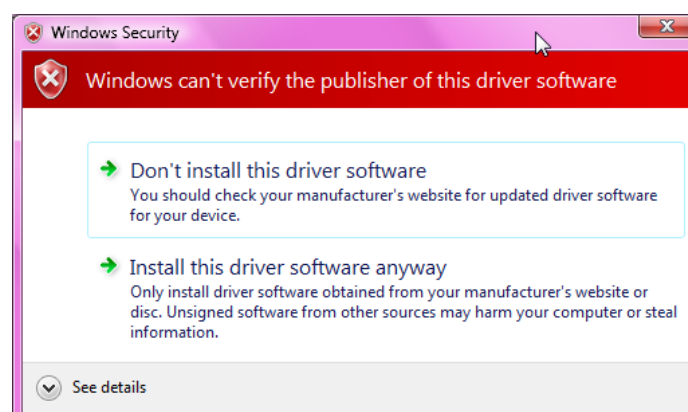 Windows Security
Windows can't verify the publisher of this driver software
Don't install this driver software
You should check your manufacturer's website for updated driver software
for your device.
Install this driver software anyway
Only install driver software obtained from your manufacturer's website or
disc. Unsigned software from other sources may harm your computer or steal
information.
See details